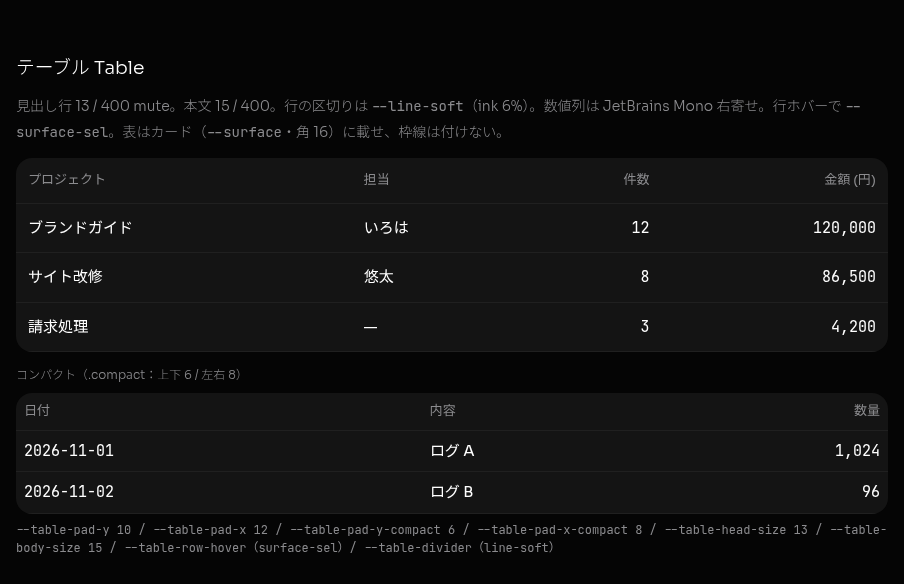 テーブル Table
見出し行 13 / 400 mute。本文 15 / 400。行の区切りは --line-soft（ink 6%）。数値列は JetBrains Mono 右寄せ。行ホバーで --
surface-sel。表はカード（--surface・角 16）に載せ、枠線は付けない。
プロジェクト 担当 件数 金額 (円)
ブランドガイド いろは 12 120,000
サイト改修 悠太 8 86,500
請求処理 — 3 4,200
コンパクト（.compact：上下 6 / 左右 8）
日付 内容 数量
2026-11-01 ログ A 1,024
2026-11-02 ログ B 96
--table-pad-y 10 / --table-pad-x 12 / --table-pad-y-compact 6 / --table-pad-x-compact 8 / --table-head-size 13 / --table-
body-size 15 / --table-row-hover（surface-sel）/ --table-divider（line-soft）